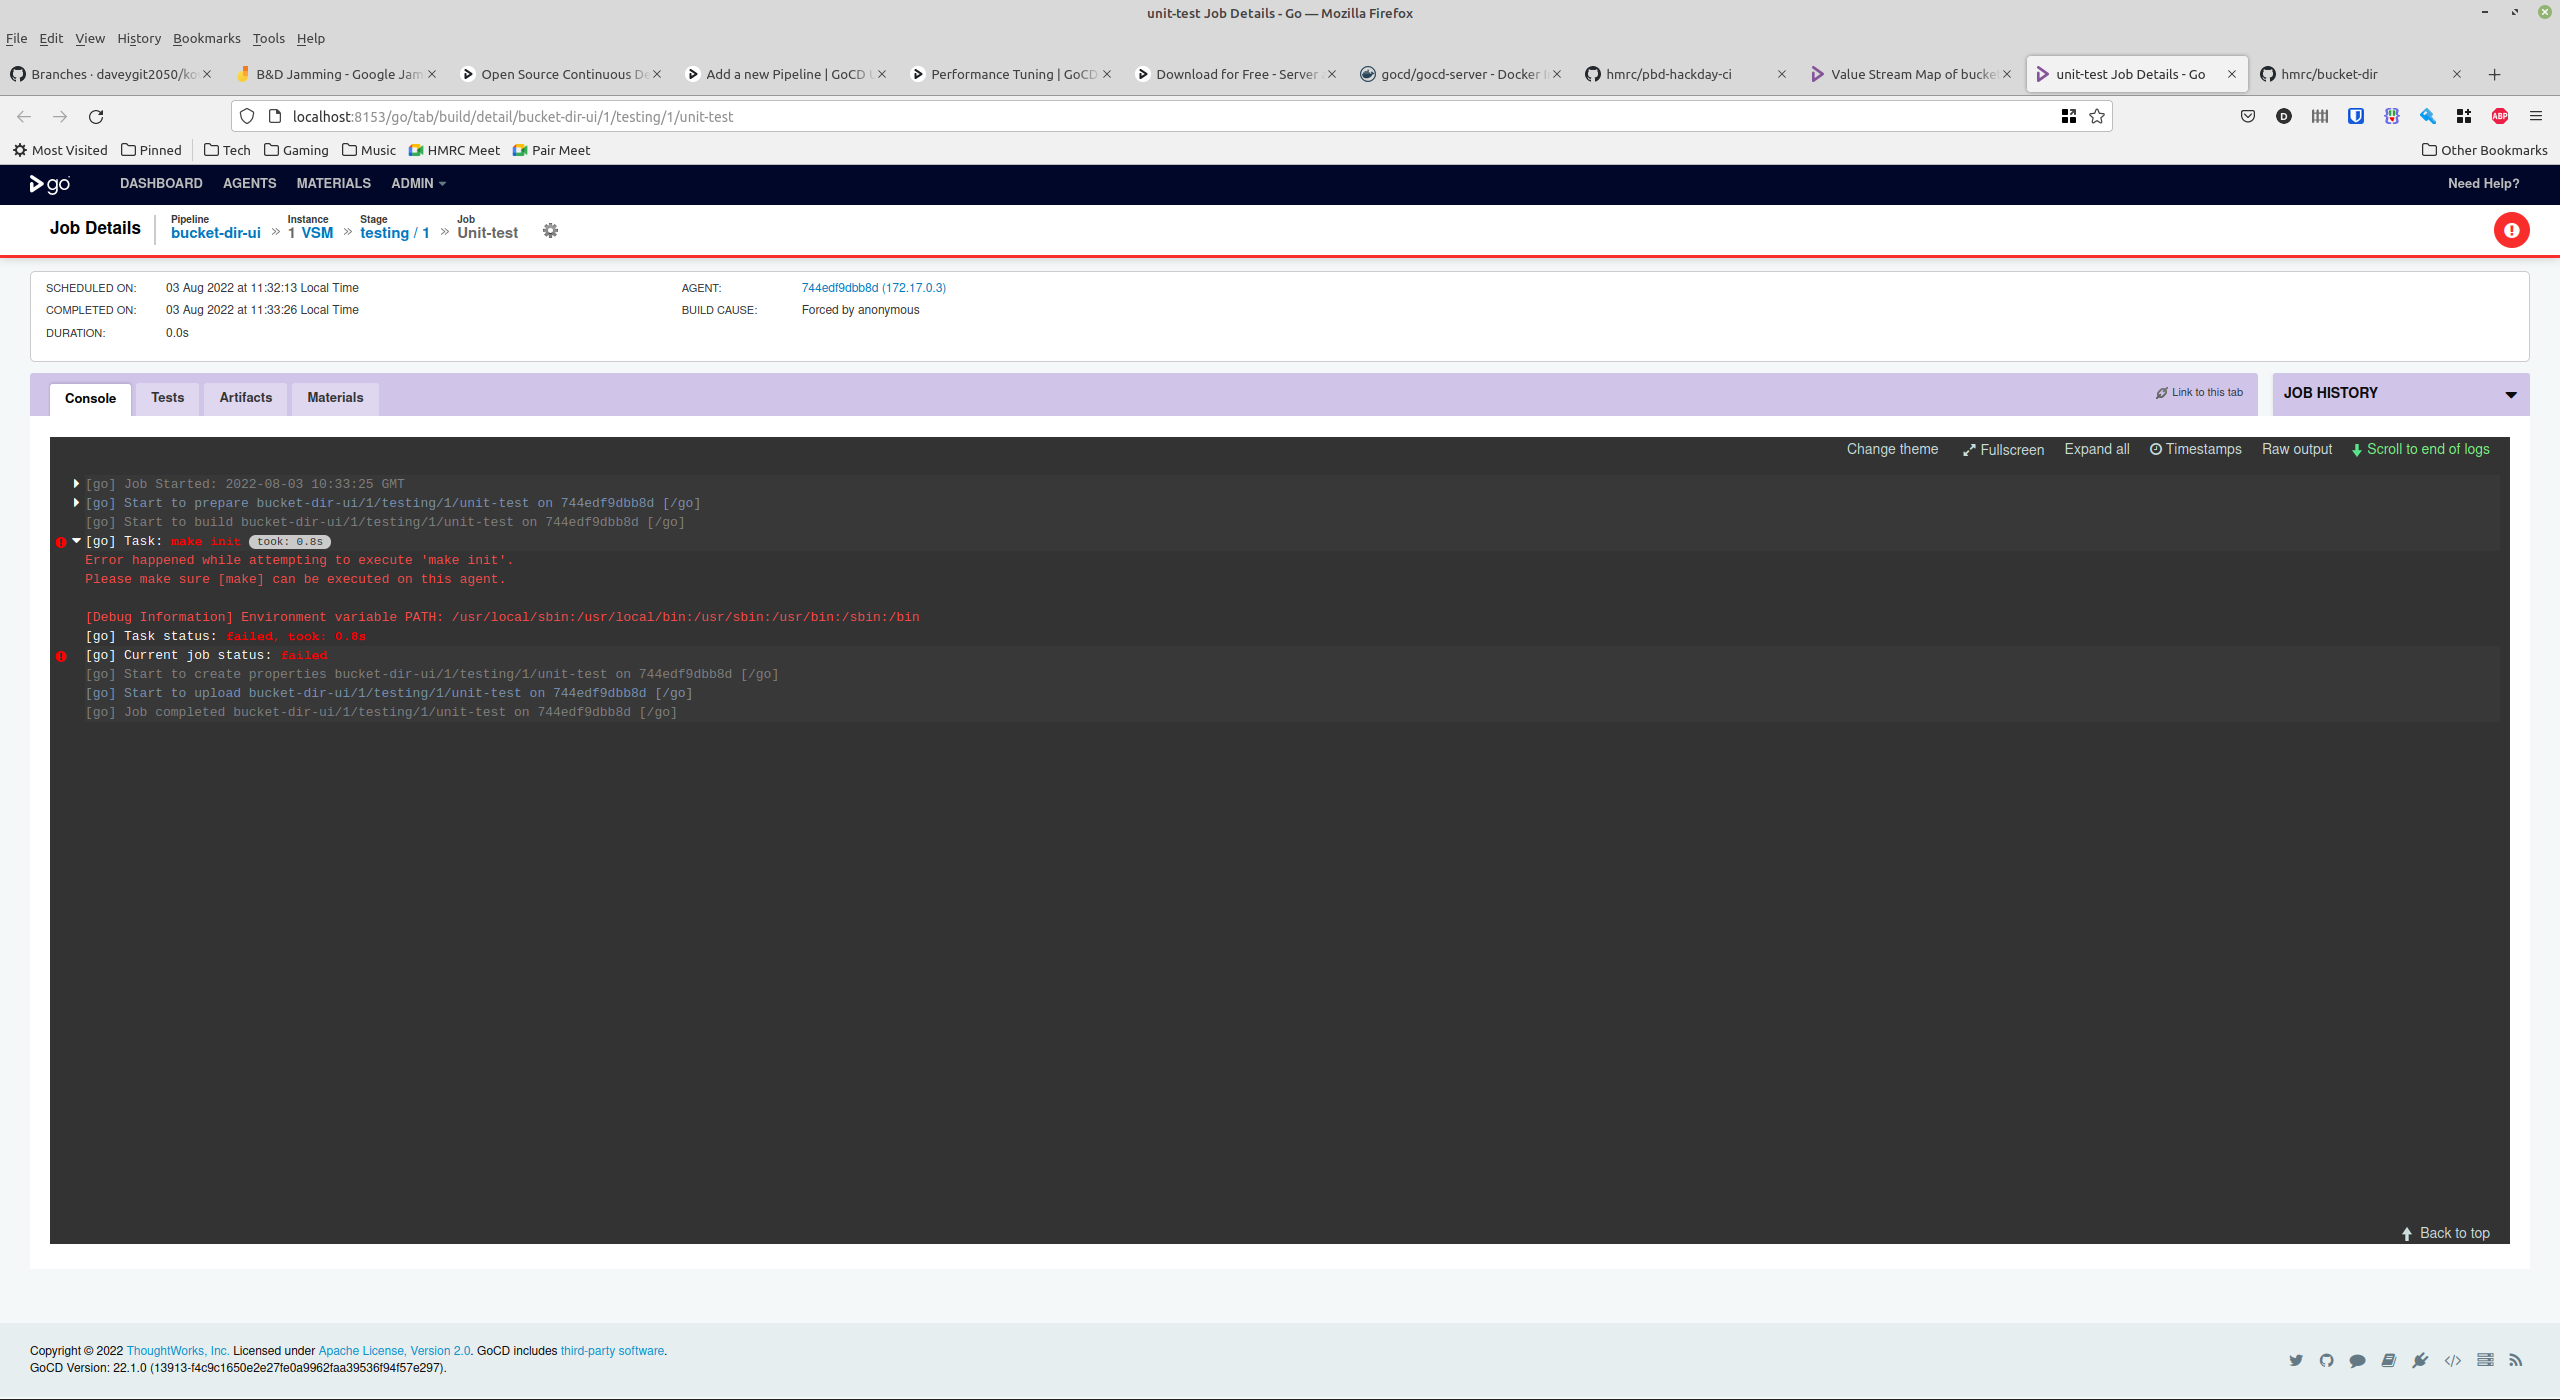 unit-test Job Details - Go — Mozilla Firefox
File Edit View History Bookmarks Tools Help
Branches · daveygit2050/ko
B&D Jamming - Google Jam
Open Source Continuous De
Add a new Pipeline | GoCD U
Performance Tuning | GoCD
Download for Free - Server
gocd/gocd-server - Docker I
hmrc/pbd-hackday-ci
Value Stream Map of bucket
unit-test Job Details - Go
hmrc/bucket-dir
localhost:8153/go/tab/build/detail/bucket-dir-ui/1/testing/1/unit-test
D
ABP
Most Visited Pinned Tech Gaming Music HMRC Meet Pair Meet Other Bookmarks
go DASHBOARD AGENTS MATERIALS ADMIN Need Help?
Job Details
Pipeline Instance Stage Job
bucket-dir-ui » 1 VSM » testing / 1 » Unit-test
SCHEDULED ON: 03 Aug 2022 at 11:32:13 Local Time AGENT: 744edf9dbb8d (172.17.0.3)
COMPLETED ON: 03 Aug 2022 at 11:33:26 Local Time BUILD CAUSE: Forced by anonymous
DURATION: 0.0s
Console Tests Artifacts Materials Link to this tab JOB HISTORY
Change theme Fullscreen Expand all Timestamps Raw output Scroll to end of logs
[go] Job Started: 2022-08-03 10:33:25 GMT
[go] Start to prepare bucket-dir-ui/1/testing/1/unit-test on 744edf9dbb8d [/go]
[go] Start to build bucket-dir-ui/1/testing/1/unit-test on 744edf9dbb8d [/go]
[go] Task: make init took: 0.8s
Error happened while attempting to execute 'make init'.
Please make sure [make] can be executed on this agent.
[Debug Information] Environment variable PATH: /usr/local/sbin:/usr/local/bin:/usr/sbin:/usr/bin:/sbin:/bin
[go] Task status: failed, took: 0.8s
[go] Current job status: failed
[go] Start to create properties bucket-dir-ui/1/testing/1/unit-test on 744edf9dbb8d [/go]
[go] Start to upload bucket-dir-ui/1/testing/1/unit-test on 744edf9dbb8d [/go]
[go] Job completed bucket-dir-ui/1/testing/1/unit-test on 744edf9dbb8d [/go]
Back to top
Copyright © 2022 ThoughtWorks, Inc. Licensed under Apache License, Version 2.0. GoCD includes third-party software.
GoCD Version: 22.1.0 (13913-f4c9c1650e2e27fe0a9962faa39536f94f57e297).